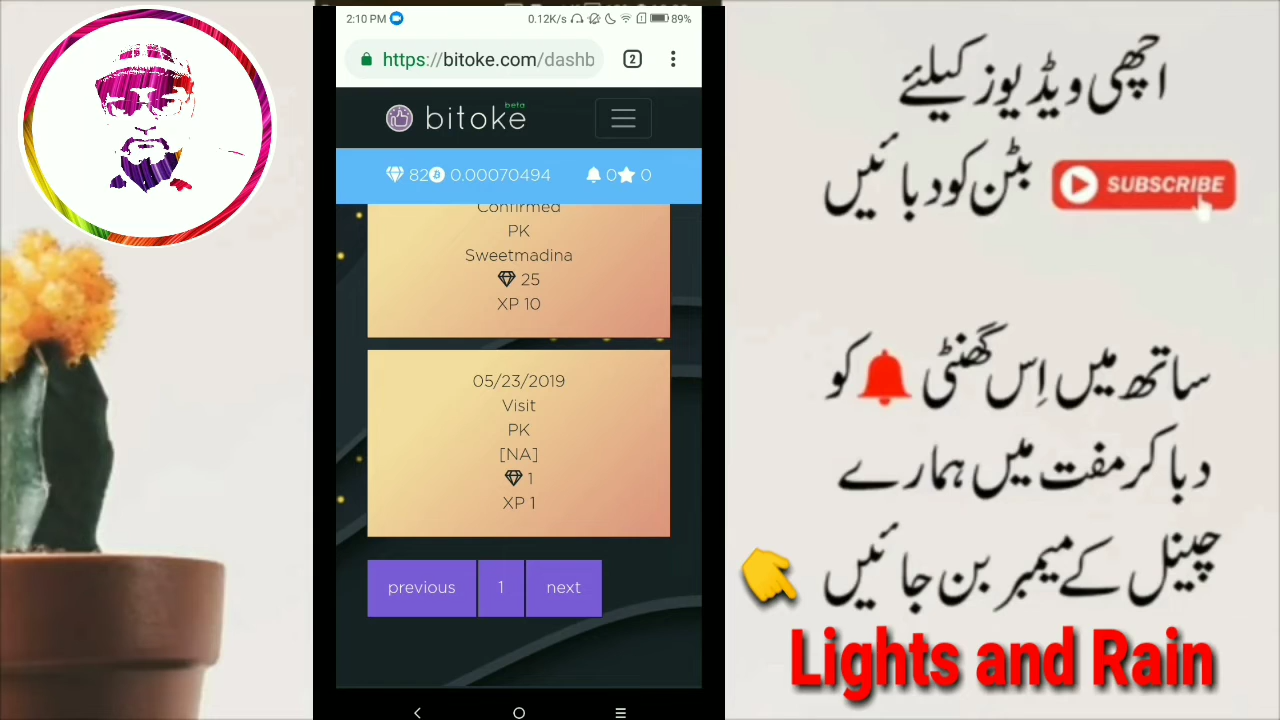 2:10 PM
0.12K/s
89%
https://bitoke.com/dashb
2
bitoke
beta
82 0.00070494 0 0
Confirmed
PK
Sweetmadina
25
XP 10
05/23/2019
Visit
PK
[NA]
1
XP 1
previous 1 next
اچھی ویڈیوز کیلئے
بٹن کو دبائیں
SUBSCRIBE
ساتھ میں اِس گھنٹی کو
دبا کر مفت میں ہمارے
چینل کے میمبر بن جائیں
Lights and Rain